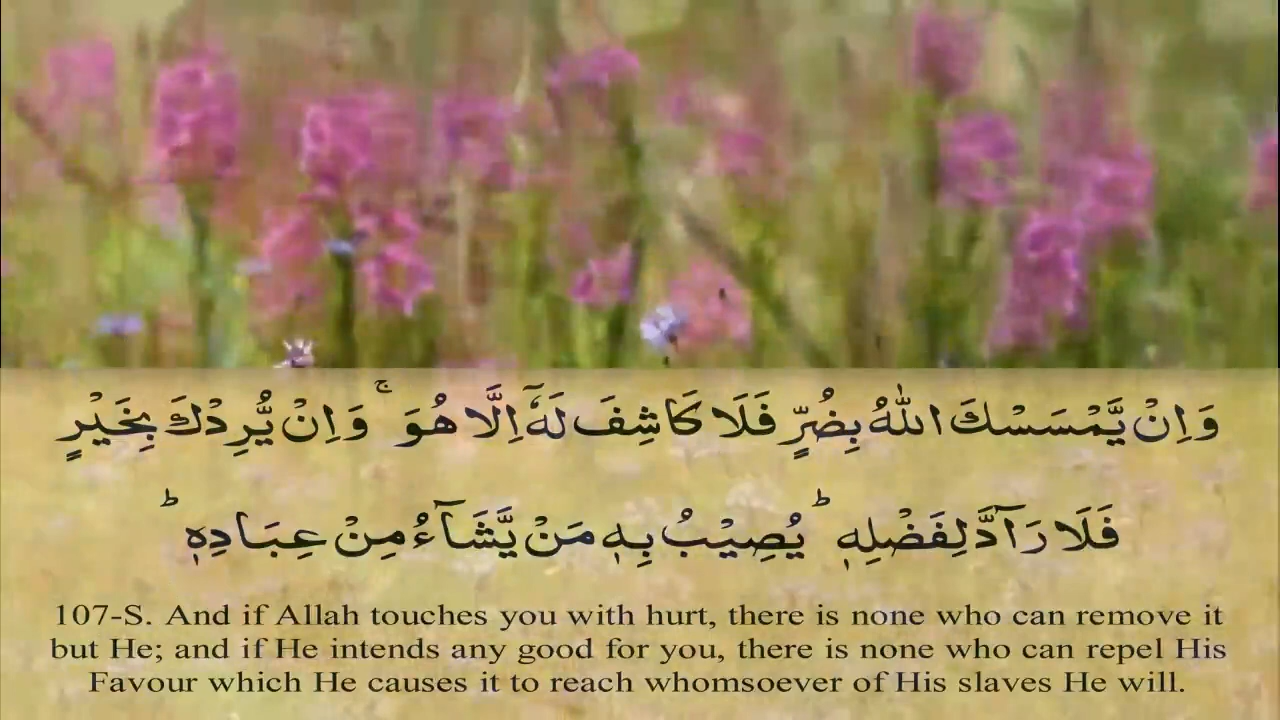 وَاِنْ يَّمْسَسْكَ اللّٰهُ بِضُرٍّ فَلَا كَاشِفَ لَهٗۤ اِلَّا هُوَ ۚ وَاِنْ يُّرِدْكَ بِخَيْرٍ
فَلَا رَآدَّ لِفَضْلِهٖ ؕ يُصِيْبُ بِهٖ مَنْ يَّشَآءُ مِنْ عِبَادِهٖ ؕ
107-S. And if Allah touches you with hurt, there is none who can remove it
but He; and if He intends any good for you, there is none who can repel His
Favour which He causes it to reach whomsoever of His slaves He will.